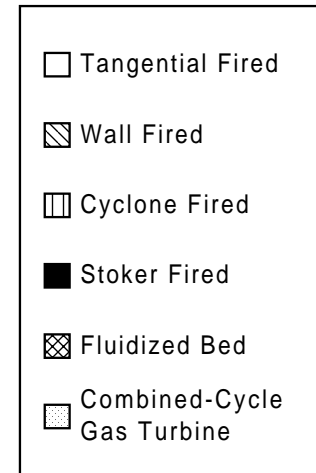 Tangential Fired
Wall Fired
Cyclone Fired
Stoker Fired
Fluidized Bed
Combined-Cycle
Gas Turbine